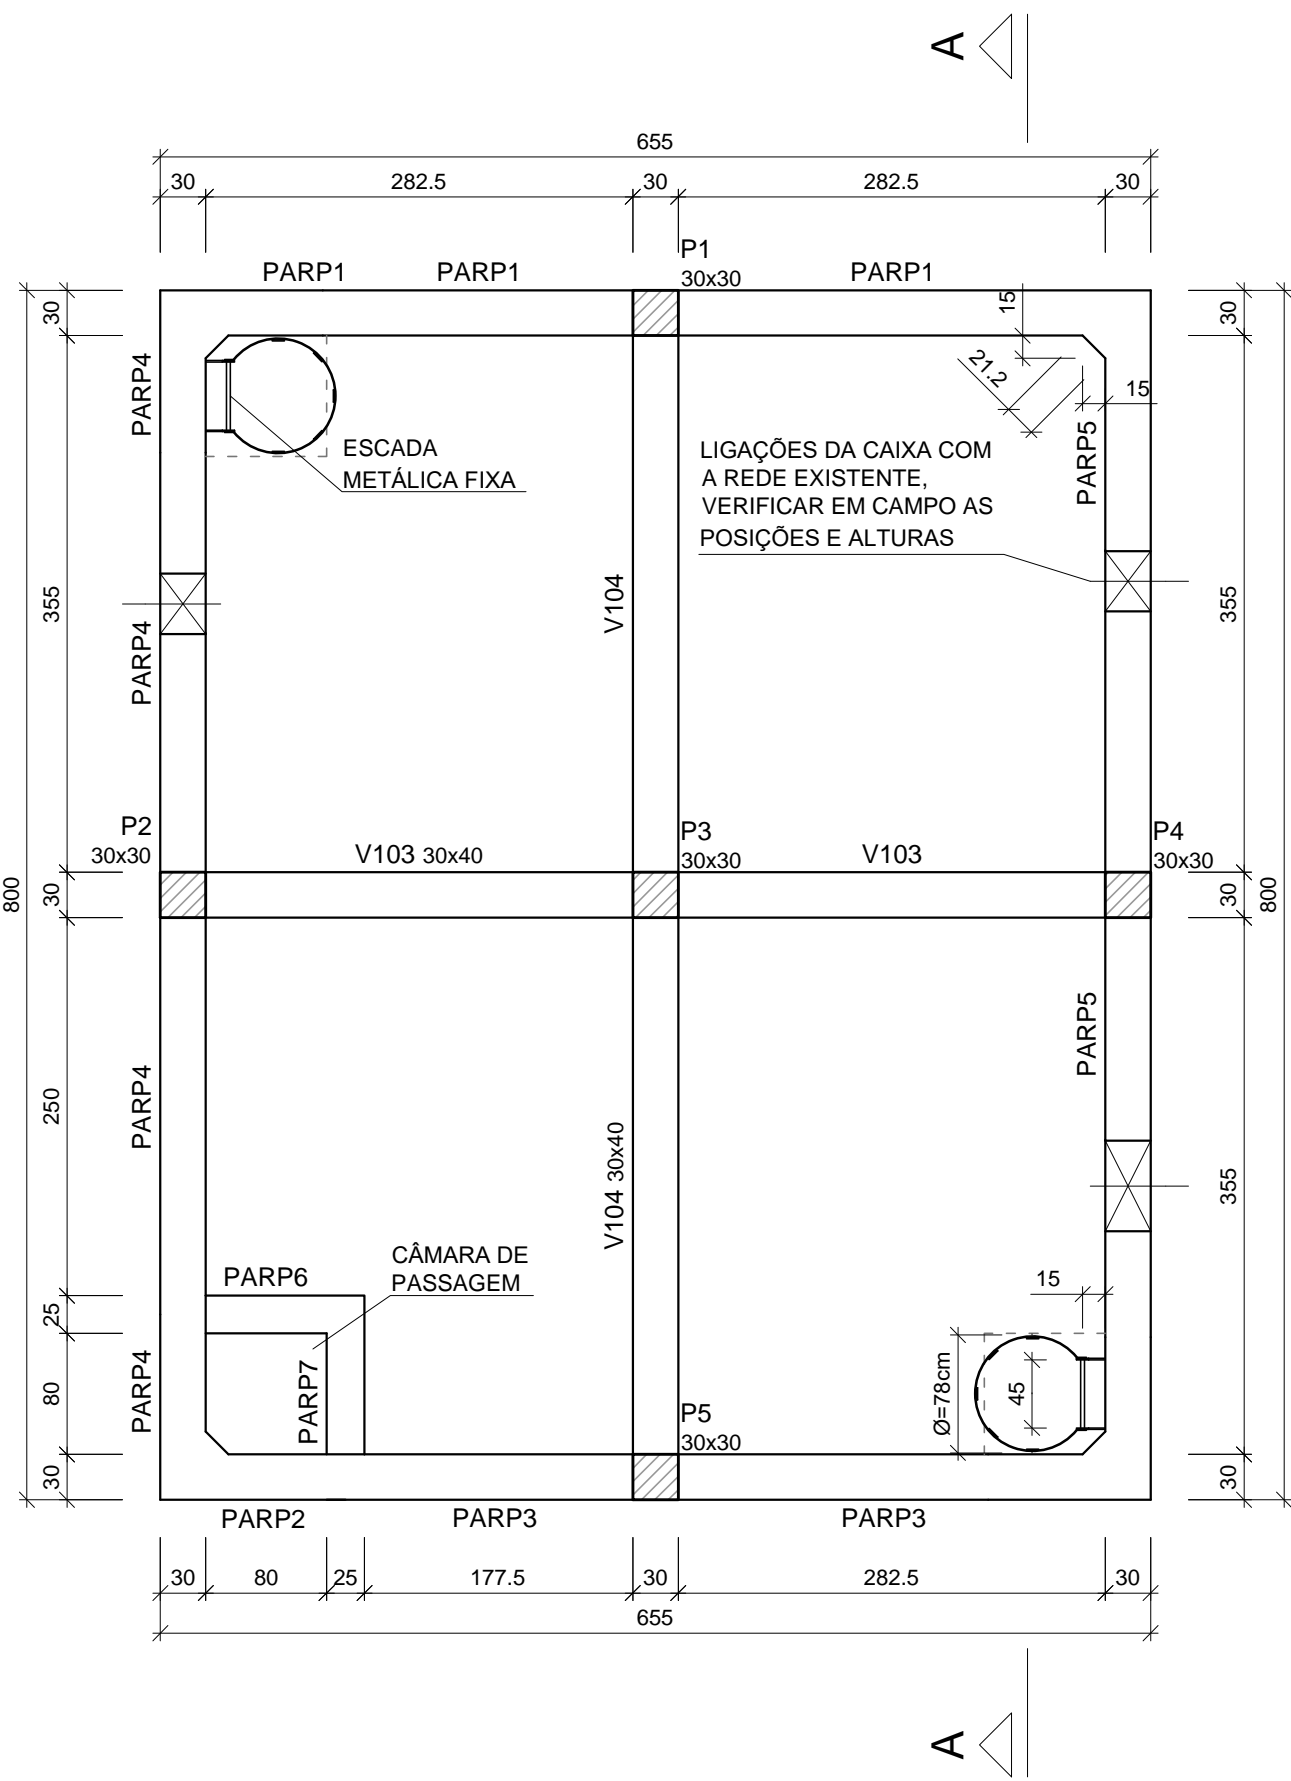 A
655
30
282.5
30
282.5
30
P1
30x30
PARP1
PARP1
PARP1
30
15
30
PARP4
21.2
15
ESCADA
METÁLICA FIXA
PARP5
LIGAÇÕES DA CAIXA COM
A REDE EXISTENTE,
VERIFICAR EM CAMPO AS
POSIÇÕES E ALTURAS
355
V104
355
PARP4
P2
30x30
V103 30x40
P3
30x30
V103
P4
30x30
800
30
30
800
PARP5
250
PARP4
V104 30x40
355
CÂMARA DE
PASSAGEM
PARP6
15
25
80
PARP4
PARP7
Ø=78cm
45
P5
30x30
30
30
PARP2
PARP3
PARP3
30
80
25
177.5
30
282.5
30
655
A